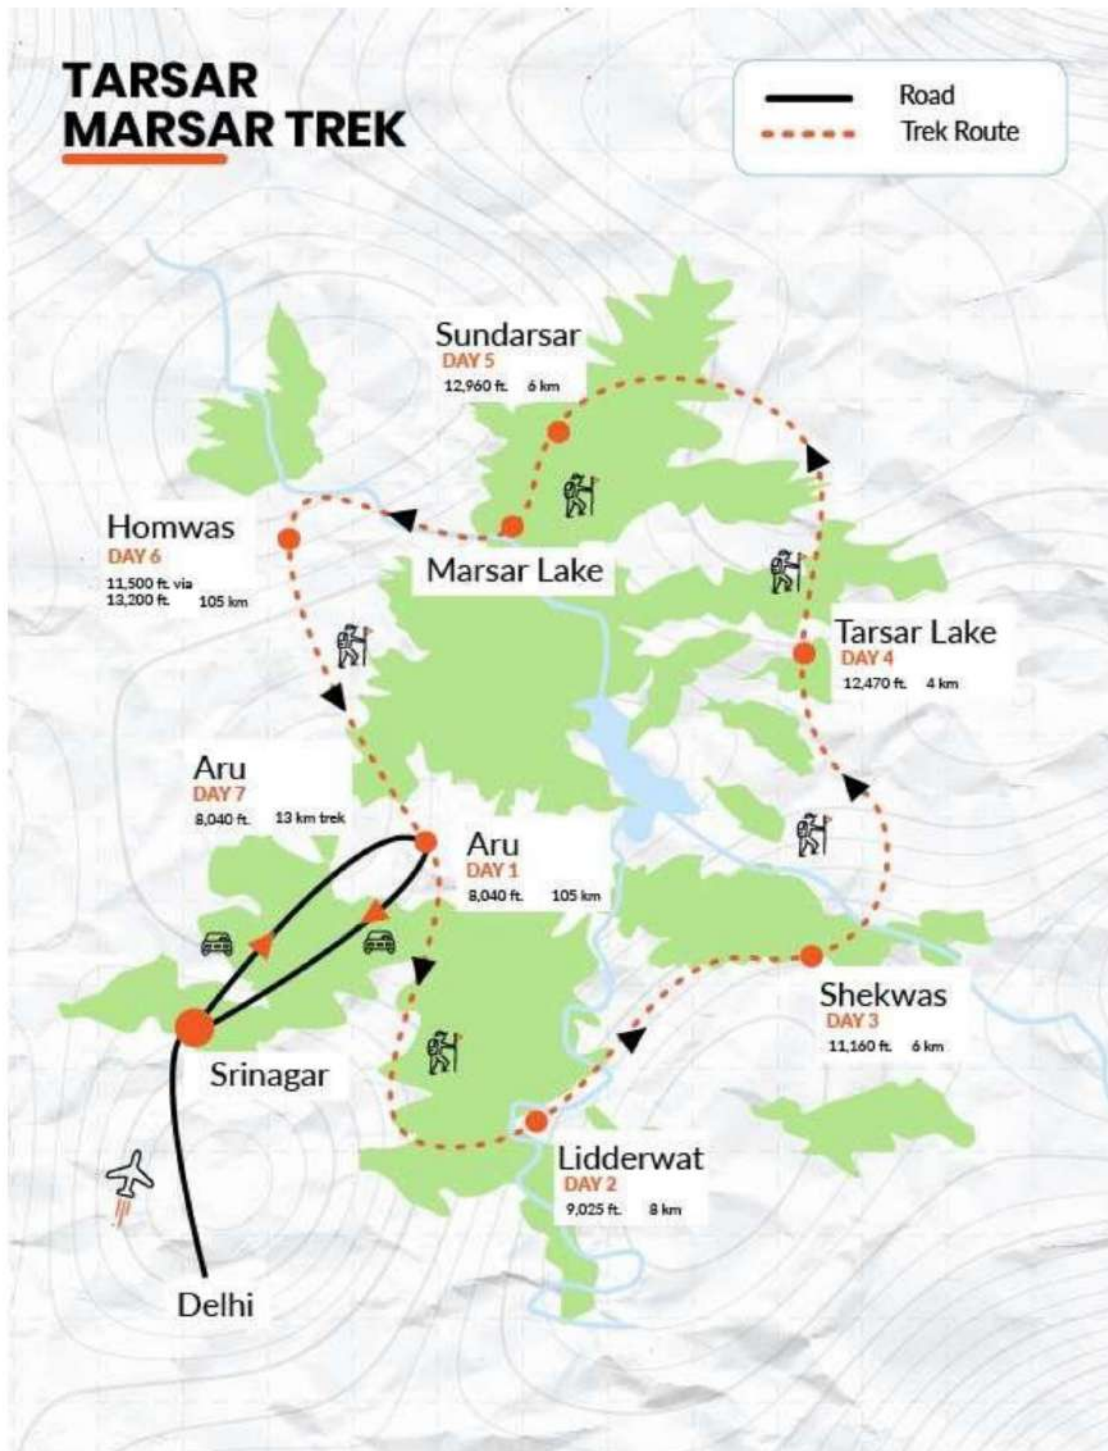 TARSAR
MARSAR TREK
Road
Trek Route
Sundarsar
DAY 5
12,960 ft. 6 km
Homwas
DAY 6
11,500 ft. via
13,200 ft. 105 km
Marsar Lake
Tarsar Lake
DAY 4
12,470 ft. 4 km
Aru
DAY 7
8,040 ft. 13 km trek
Aru
DAY 1
8,040 ft. 105 km
Shekwas
DAY 3
11,160 ft. 6 km
Srinagar
Lidderwat
DAY 2
9,025 ft. 8 km
Delhi